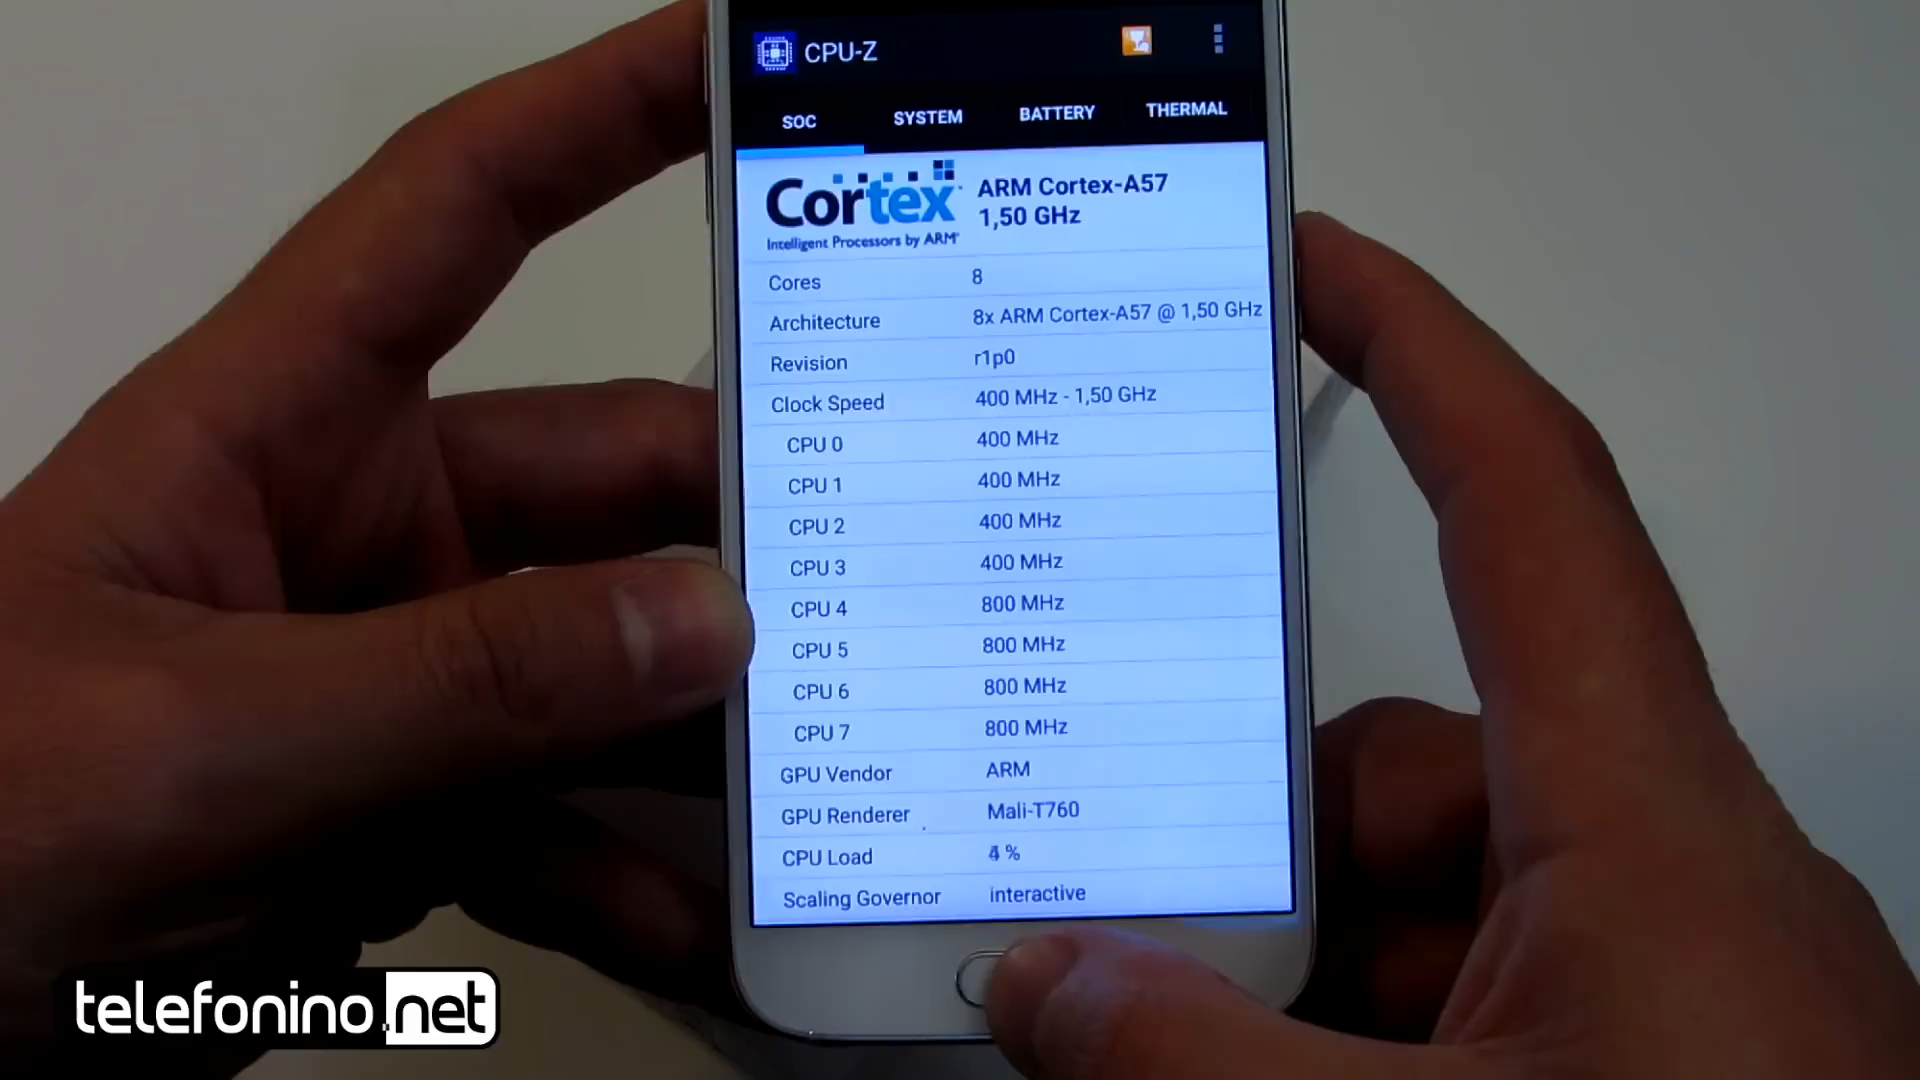 CPU-Z
SOC SYSTEM BATTERY THERMAL
Cortex
Intelligent Processors by ARM®
ARM Cortex-A57
1,50 GHz
Cores 8
Architecture 8x ARM Cortex-A57 @ 1,50 GHz
Revision r1p0
Clock Speed 400 MHz - 1,50 GHz
CPU 0 400 MHz
CPU 1 400 MHz
CPU 2 400 MHz
CPU 3 400 MHz
CPU 4 800 MHz
CPU 5 800 MHz
CPU 6 800 MHz
CPU 7 800 MHz
GPU Vendor ARM
GPU Renderer Mali-T760
CPU Load %
Scaling Governor interactive
telefonino.net